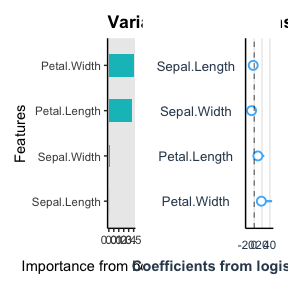 Varia
Petal.Width
Petal.Length
Sepal.Width
Sepal.Length
Features
Importance from
Sepal.Length
Sepal.Width
Petal.Length
Petal.Width
Coefficients from logis